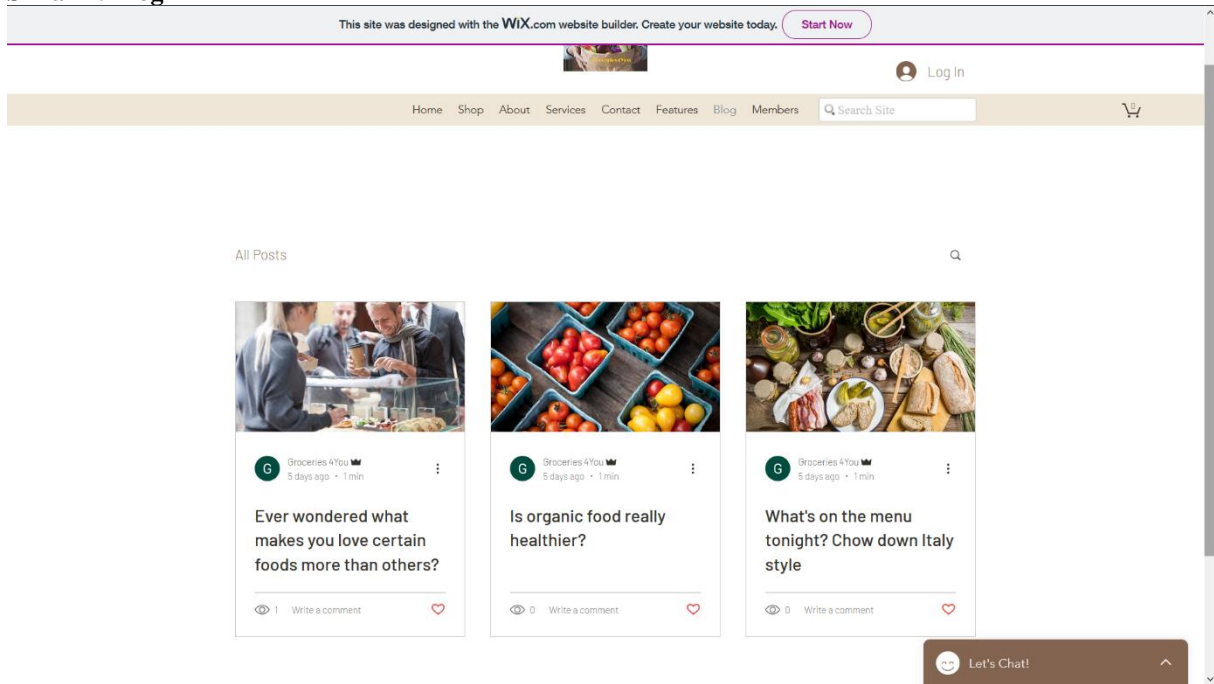 This site was designed with the WiX.com website builder. Create your website today. Start Now
Log In
Home Shop About Services Contact Features Blog Members Search Site 0
All Posts
G Groceries 4You
5 days ago · 1 min
Ever wondered what
makes you love certain
foods more than others?
1 Write a comment
G Groceries 4You
5 days ago · 1 min
Is organic food really
healthier?
0 Write a comment
G Groceries 4You
5 days ago · 1 min
What's on the menu
tonight? Chow down Italy
style
0 Write a comment
Let's Chat!